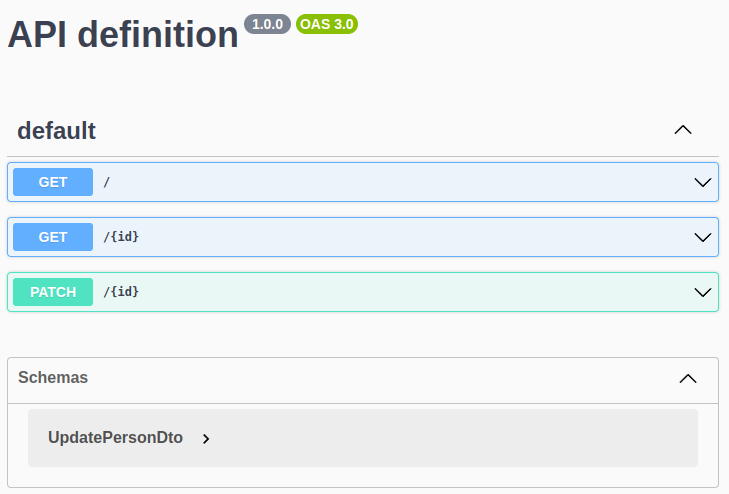 API definition 1.0.0 OAS 3.0
default
GET /
GET /{id}
PATCH /{id}
Schemas
UpdatePersonDto